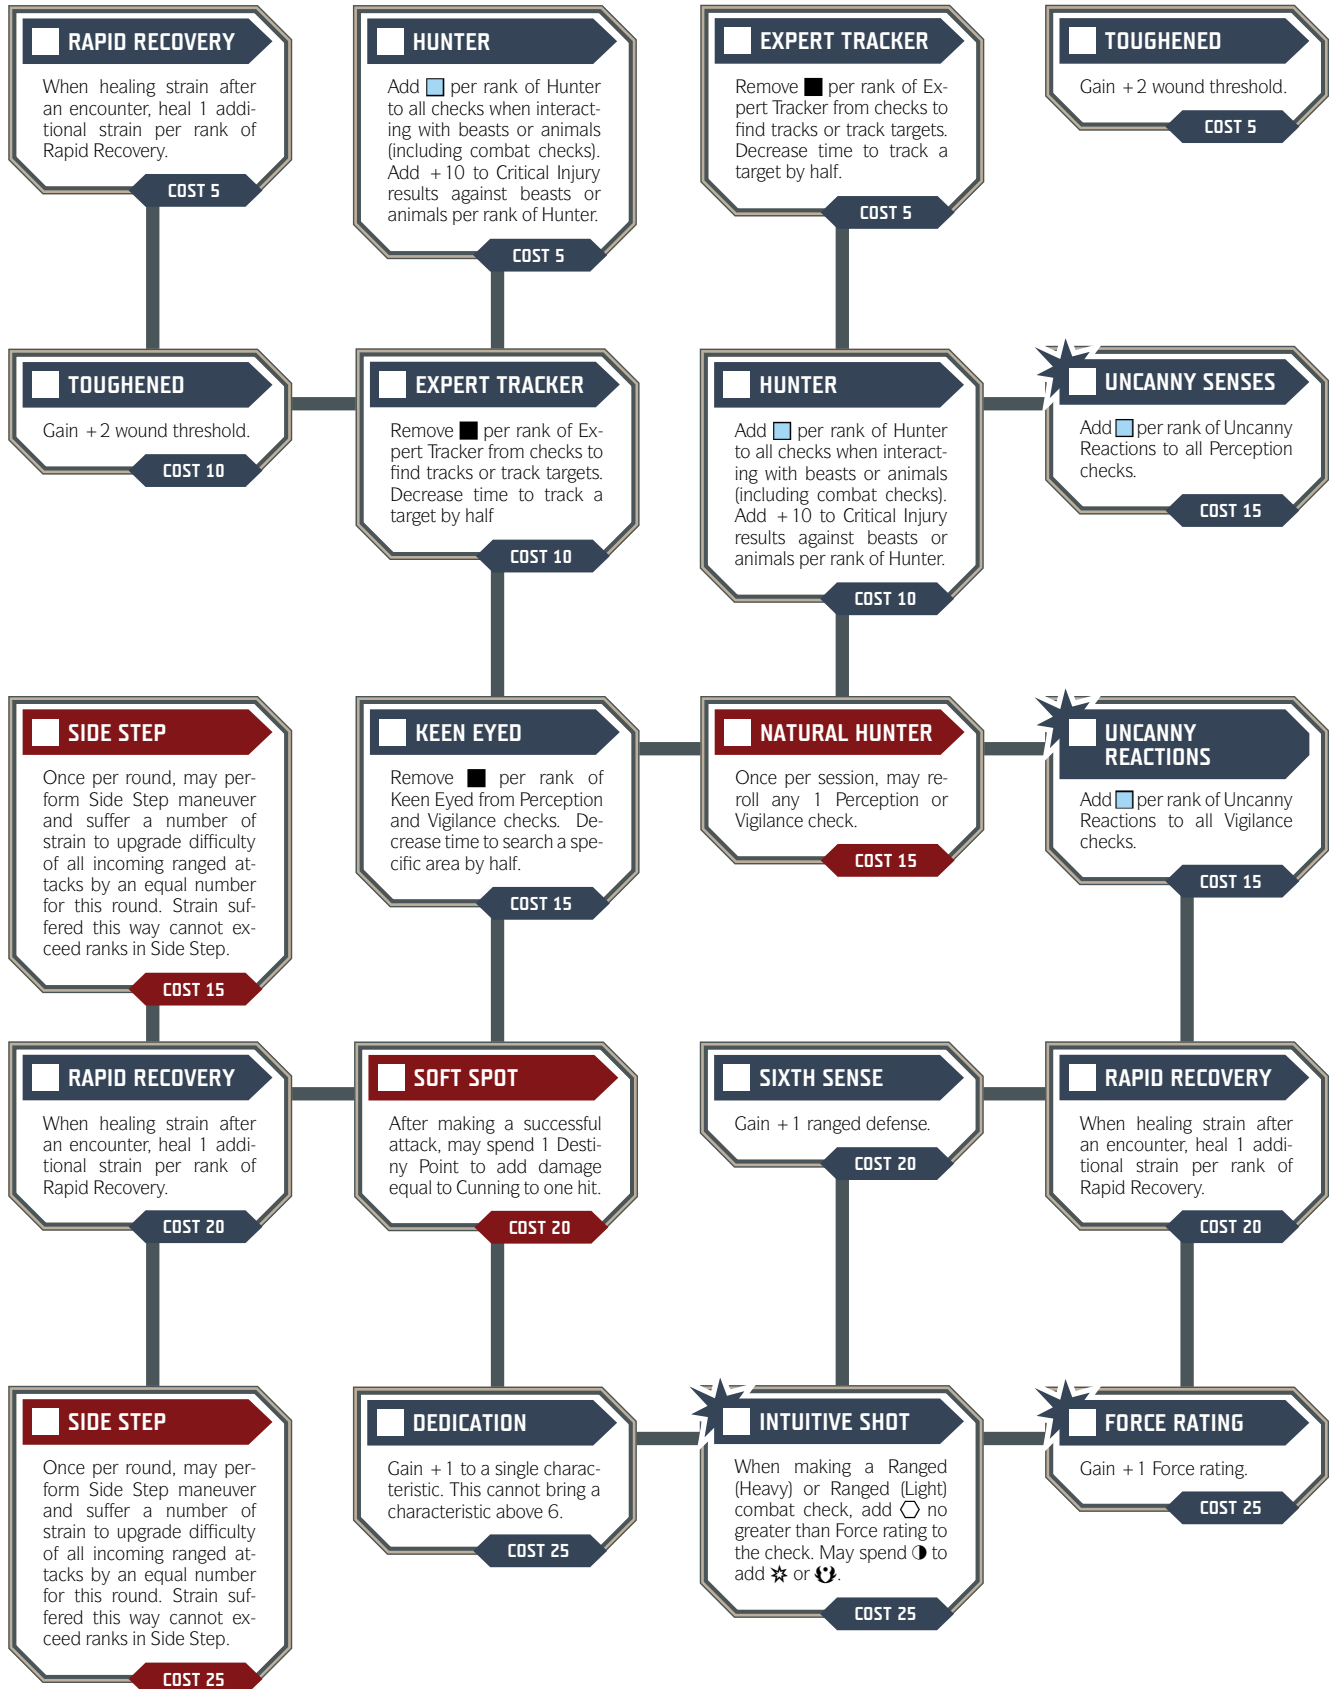 RAPID RECOVERY
When healing strain after
an encounter, heal 1 addi-
tional strain per rank of
Rapid Recovery.
COST 5
HUNTER
Add per rank of Hunter
to all checks when interact-
ing with beasts or animals
(including combat checks).
Add +10 to Critical Injury
results against beasts or
animals per rank of Hunter.
COST 5
EXPERT TRACKER
Remove per rank of Ex-
pert Tracker from checks to
find tracks or track targets.
Decrease time to track a
target by half.
COST 5
TOUGHENED
Gain +2 wound threshold.
COST 5
TOUGHENED
Gain +2 wound threshold.
COST 10
EXPERT TRACKER
Remove per rank of Ex-
pert Tracker from checks to
find tracks or track targets.
Decrease time to track a
target by half
COST 10
HUNTER
Add per rank of Hunter
to all checks when interact-
ing with beasts or animals
(including combat checks).
Add +10 to Critical Injury
results against beasts or
animals per rank of Hunter.
COST 10
UNCANNY SENSES
Add per rank of Uncanny
Reactions to all Perception
checks.
COST 15
SIDE STEP
Once per round, may per-
form Side Step maneuver
and suffer a number of
strain to upgrade difficulty
of all incoming ranged at-
tacks by an equal number
for this round. Strain suf-
fered this way cannot ex-
ceed ranks in Side Step.
COST 15
KEEN EYED
Remove per rank of
Keen Eyed from Perception
and Vigilance checks. De-
crease time to search a spe-
cific area by half.
COST 15
NATURAL HUNTER
Once per session, may re-
roll any 1 Perception or
Vigilance check.
COST 15
UNCANNY
REACTIONS
Add per rank of Uncanny
Reactions to all Vigilance
checks.
COST 15
RAPID RECOVERY
When healing strain after
an encounter, heal 1 addi-
tional strain per rank of
Rapid Recovery.
COST 20
SOFT SPOT
After making a successful
attack, may spend 1 Desti-
ny Point to add damage
equal to Cunning to one hit.
COST 20
SIXTH SENSE
Gain +1 ranged defense.
COST 20
RAPID RECOVERY
When healing strain after
an encounter, heal 1 addi-
tional strain per rank of
Rapid Recovery.
COST 20
SIDE STEP
Once per round, may per-
form Side Step maneuver
and suffer a number of
strain to upgrade difficulty
of all incoming ranged at-
tacks by an equal number
for this round. Strain suf-
fered this way cannot ex-
ceed ranks in Side Step.
COST 25
DEDICATION
Gain +1 to a single charac-
teristic. This cannot bring a
characteristic above 6.
COST 25
INTUITIVE SHOT
When making a Ranged
(Heavy) or Ranged (Light)
combat check, add no
greater than Force rating to
the check. May spend to
add or .
COST 25
FORCE RATING
Gain +1 Force rating.
COST 25